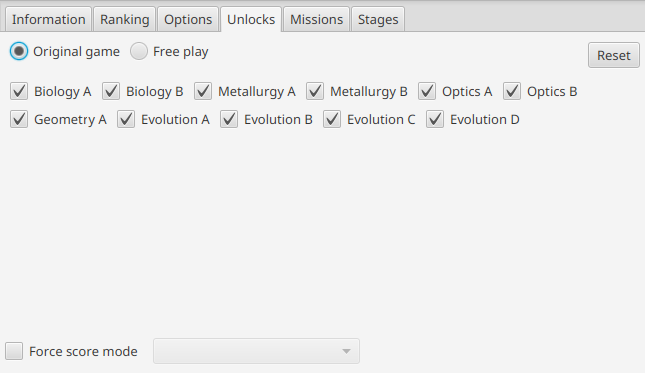 Information Ranking Options Unlocks Missions Stages
Original game Free play Reset
Biology A Biology B Metallurgy A Metallurgy B Optics A Optics B
Geometry A Evolution A Evolution B Evolution C Evolution D
Force score mode